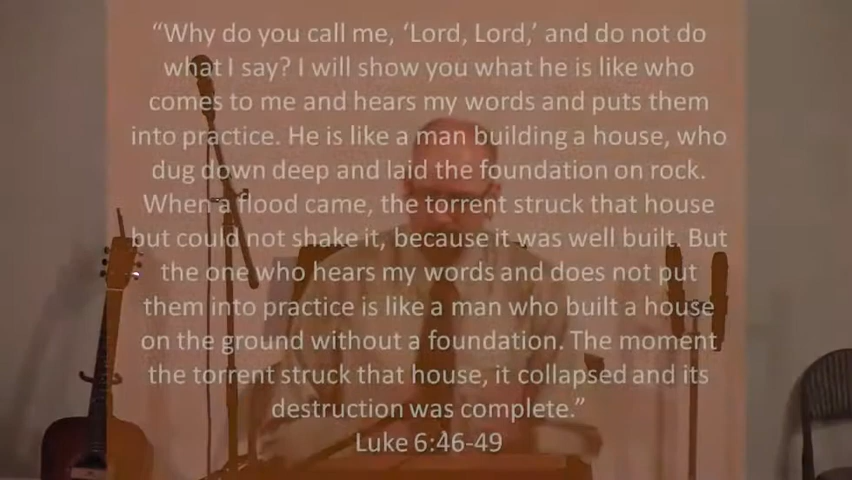 “Why do you call me, ‘Lord, Lord,’ and do not do
what I say? I will show you what he is like who
comes to me and hears my words and puts them
into practice. He is like a man building a house, who
dug down deep and laid the foundation on rock.
When a flood came, the torrent struck that house
but could not shake it, because it was well built. But
the one who hears my words and does not put
them into practice is like a man who built a house
on the ground without a foundation. The moment
the torrent struck that house, it collapsed and its
destruction was complete.”
Luke 6:46-49